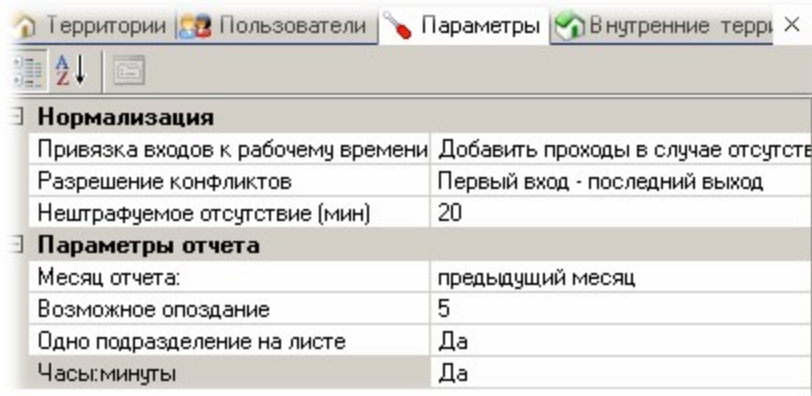 Территории Пользователи Параметры Внутренние
Нормализация
Привязка входов к рабочему времени Добавить проходы в случае
Разрешение конфликтов Первый вход - последний выход
Нештрафуемое отсутствие (мин) 20
Параметры отчета
Месяц отчета: предыдущий месяц
Возможное опоздание 5
Одно подразделение на листе Да
Часы:минуты Да